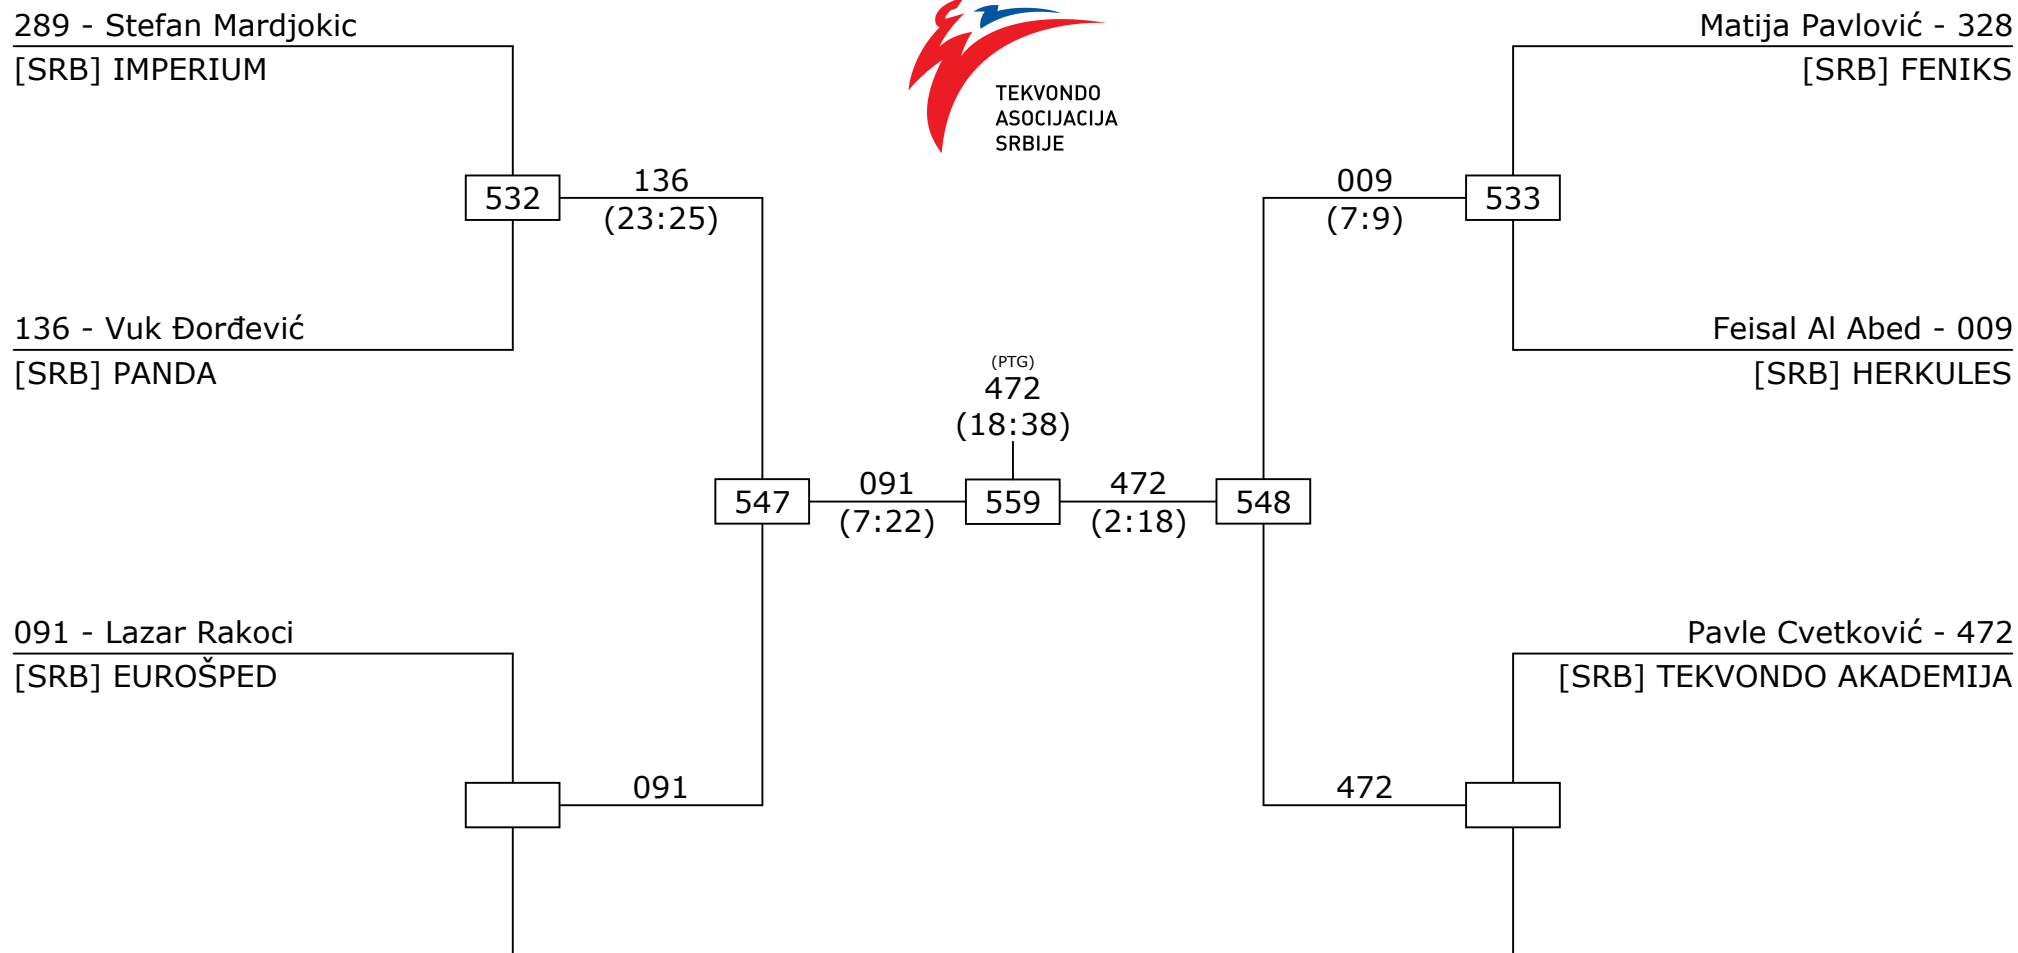 289 - Stefan Mardjokic
[SRB] IMPERIUM
TEKVONDO
ASOCIJACIJA
SRBIJE
Matija Pavlović - 328
[SRB] FENIKS
532
136
(23:25)
009
(7:9)
533
136 - Vuk Đorđević
[SRB] PANDA
Feisal Al Abed - 009
[SRB] HERKULES
(PTG)
472
(18:38)
547
091
(7:22)
559
472
(2:18)
548
091 - Lazar Rakoci
[SRB] EUROŠPED
Pavle Cvetković - 472
[SRB] TEKVONDO AKADEMIJA
091
472